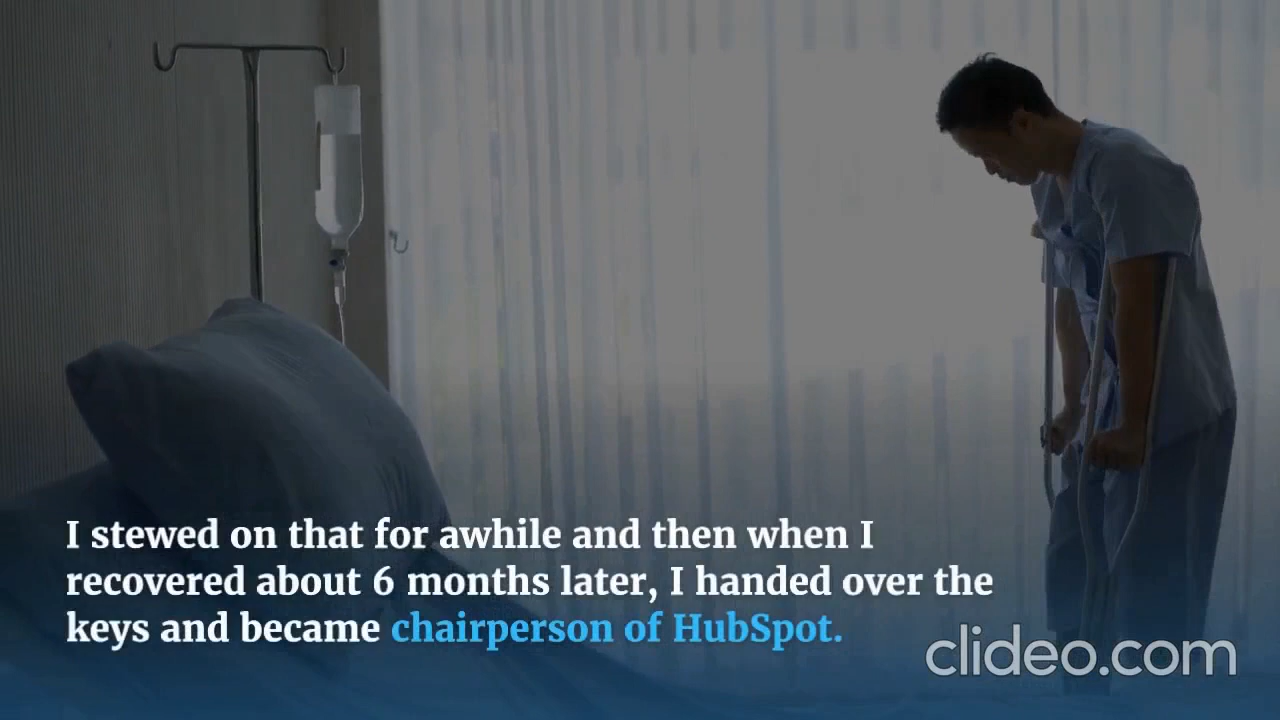 I stewed on that for awhile and then when I
recovered about 6 months later, I handed over the
keys and became chairperson of HubSpot.
clideo.com